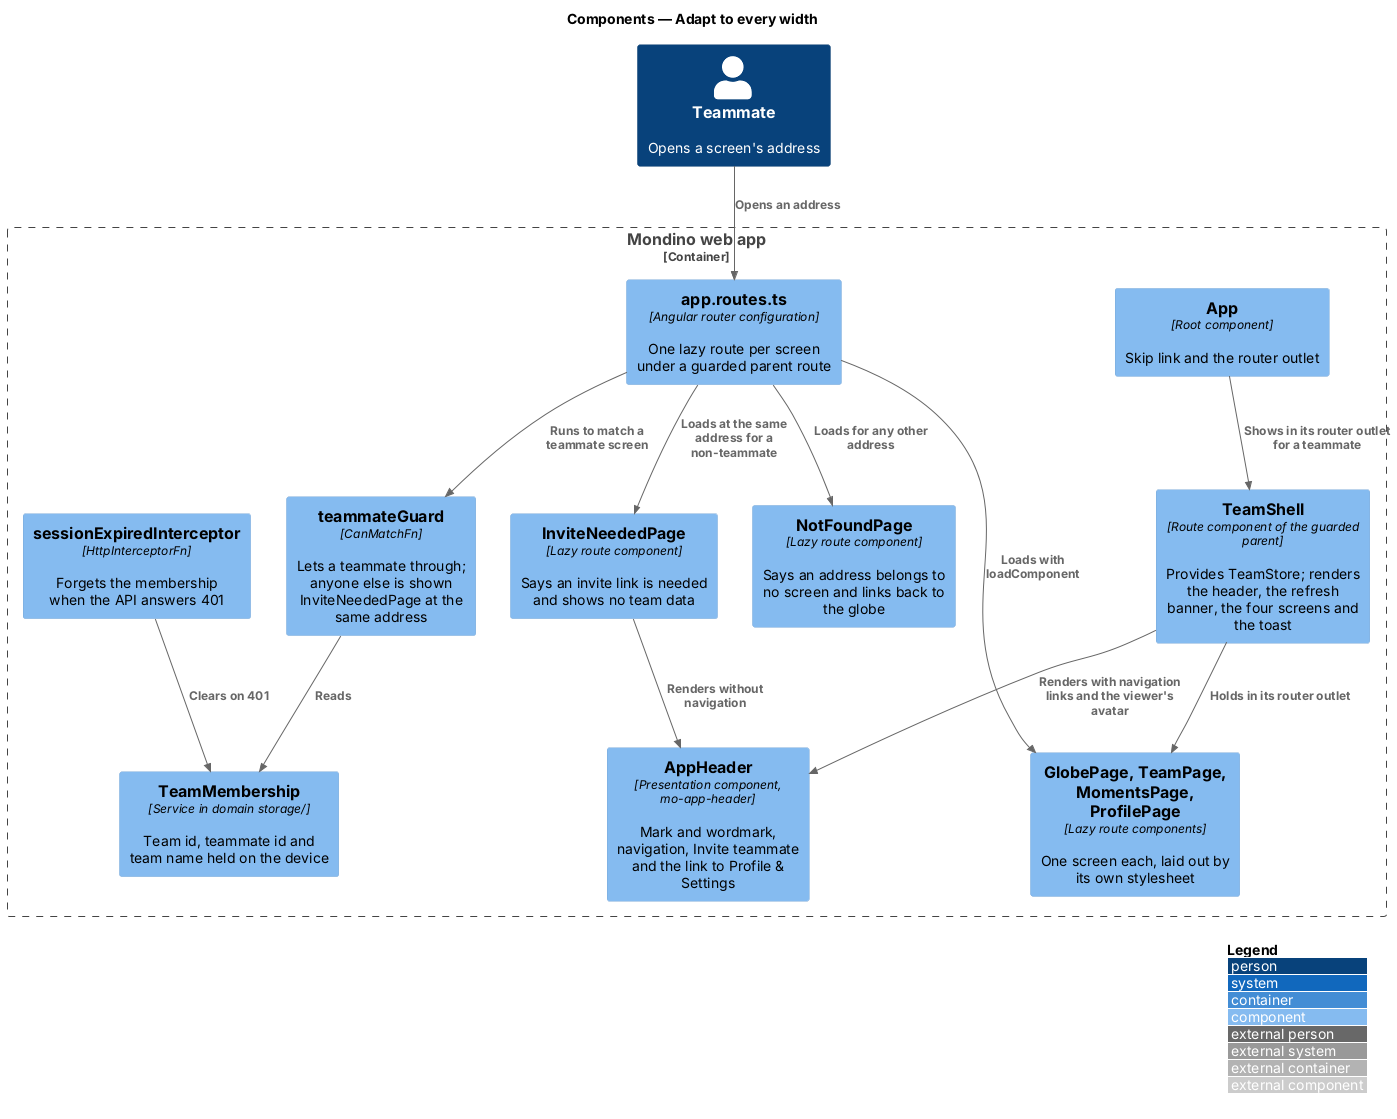 Components — Adapt to every width
Teammate
Opens a screen's address
Opens an address
Mondino web app
[Container]
app.routes.ts
[Angular router configuration]
One lazy route per screen
under a guarded parent route
App
[Root component]
Skip link and the router outlet
Runs to match a
teammate screen
Loads at the same
address for a
non-teammate
Loads for any other
address
Shows in its router outlet
for a teammate
sessionExpiredInterceptor
[HttpInterceptorFn]
Forgets the membership
when the API answers 401
teammateGuard
[CanMatchFn]
Lets a teammate through;
anyone else is shown
InviteNeededPage at the
same address
InviteNeededPage
[Lazy route component]
Says an invite link is needed
and shows no team data
NotFoundPage
[Lazy route component]
Says an address belongs to
no screen and links back to
the globe
Loads with
loadComponent
TeamShell
[Route component of the guarded
parent]
Provides TeamStore; renders
the header, the refresh
banner, the four screens and
the toast
Clears on 401
Reads
Renders without
navigation
Renders with navigation
links and the viewer's
avatar
Holds in its router outlet
TeamMembership
[Service in domain storage/]
Team id, teammate id and
team name held on the device
AppHeader
[Presentation component,
mo-app-header]
Mark and wordmark,
navigation, Invite teammate
and the link to Profile &
Settings
GlobePage, TeamPage,
MomentsPage,
ProfilePage
[Lazy route components]
One screen each, laid out by
its own stylesheet
Legend
person
system
container
component
external person
external system
external container
external component